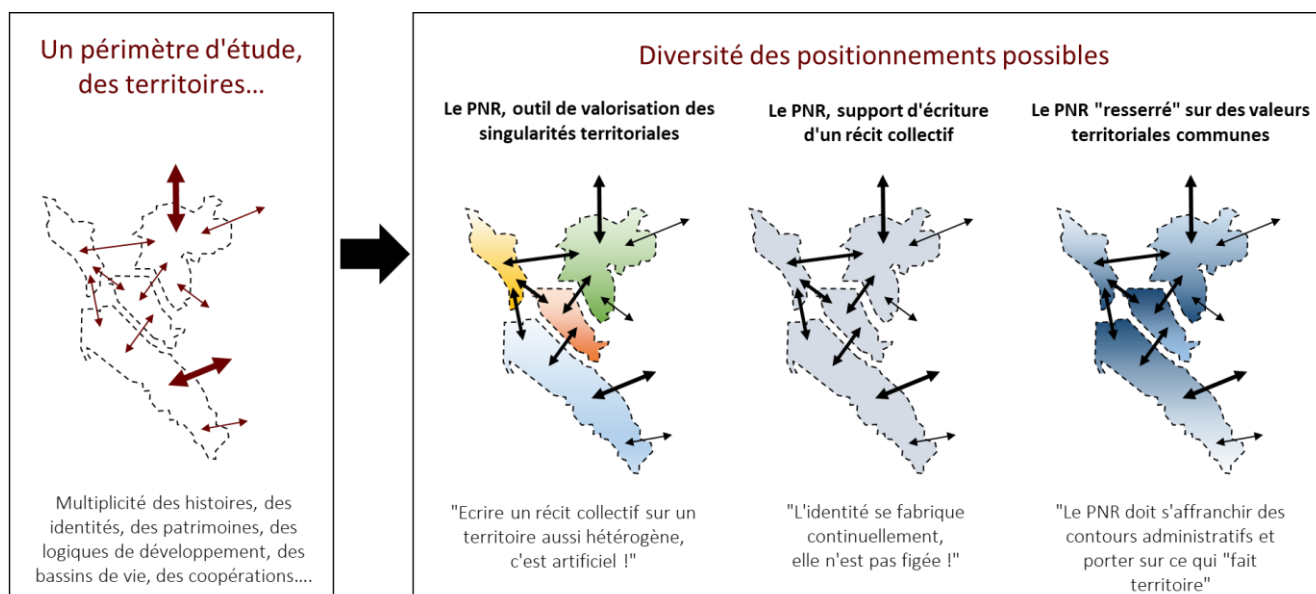 Un périmètre d'étude,
des territoires...
Multiplicité des histoires, des
identités, des patrimoines, des
logiques de développement, des
bassins de vie, des coopérations….
Diversité des positionnements possibles
Le PNR, outil de valorisation des
singularités territoriales
"Ecrire un récit collectif sur un
territoire aussi hétérogène,
c'est artificiel !"
Le PNR, support d'écriture
d'un récit collectif
"L'identité se fabrique
continuellement,
elle n'est pas figée !"
Le PNR "resserré" sur des valeurs
territoriales communes
"Le PNR doit s'affranchir des
contours administratifs et
porter sur ce qui "fait
territoire"